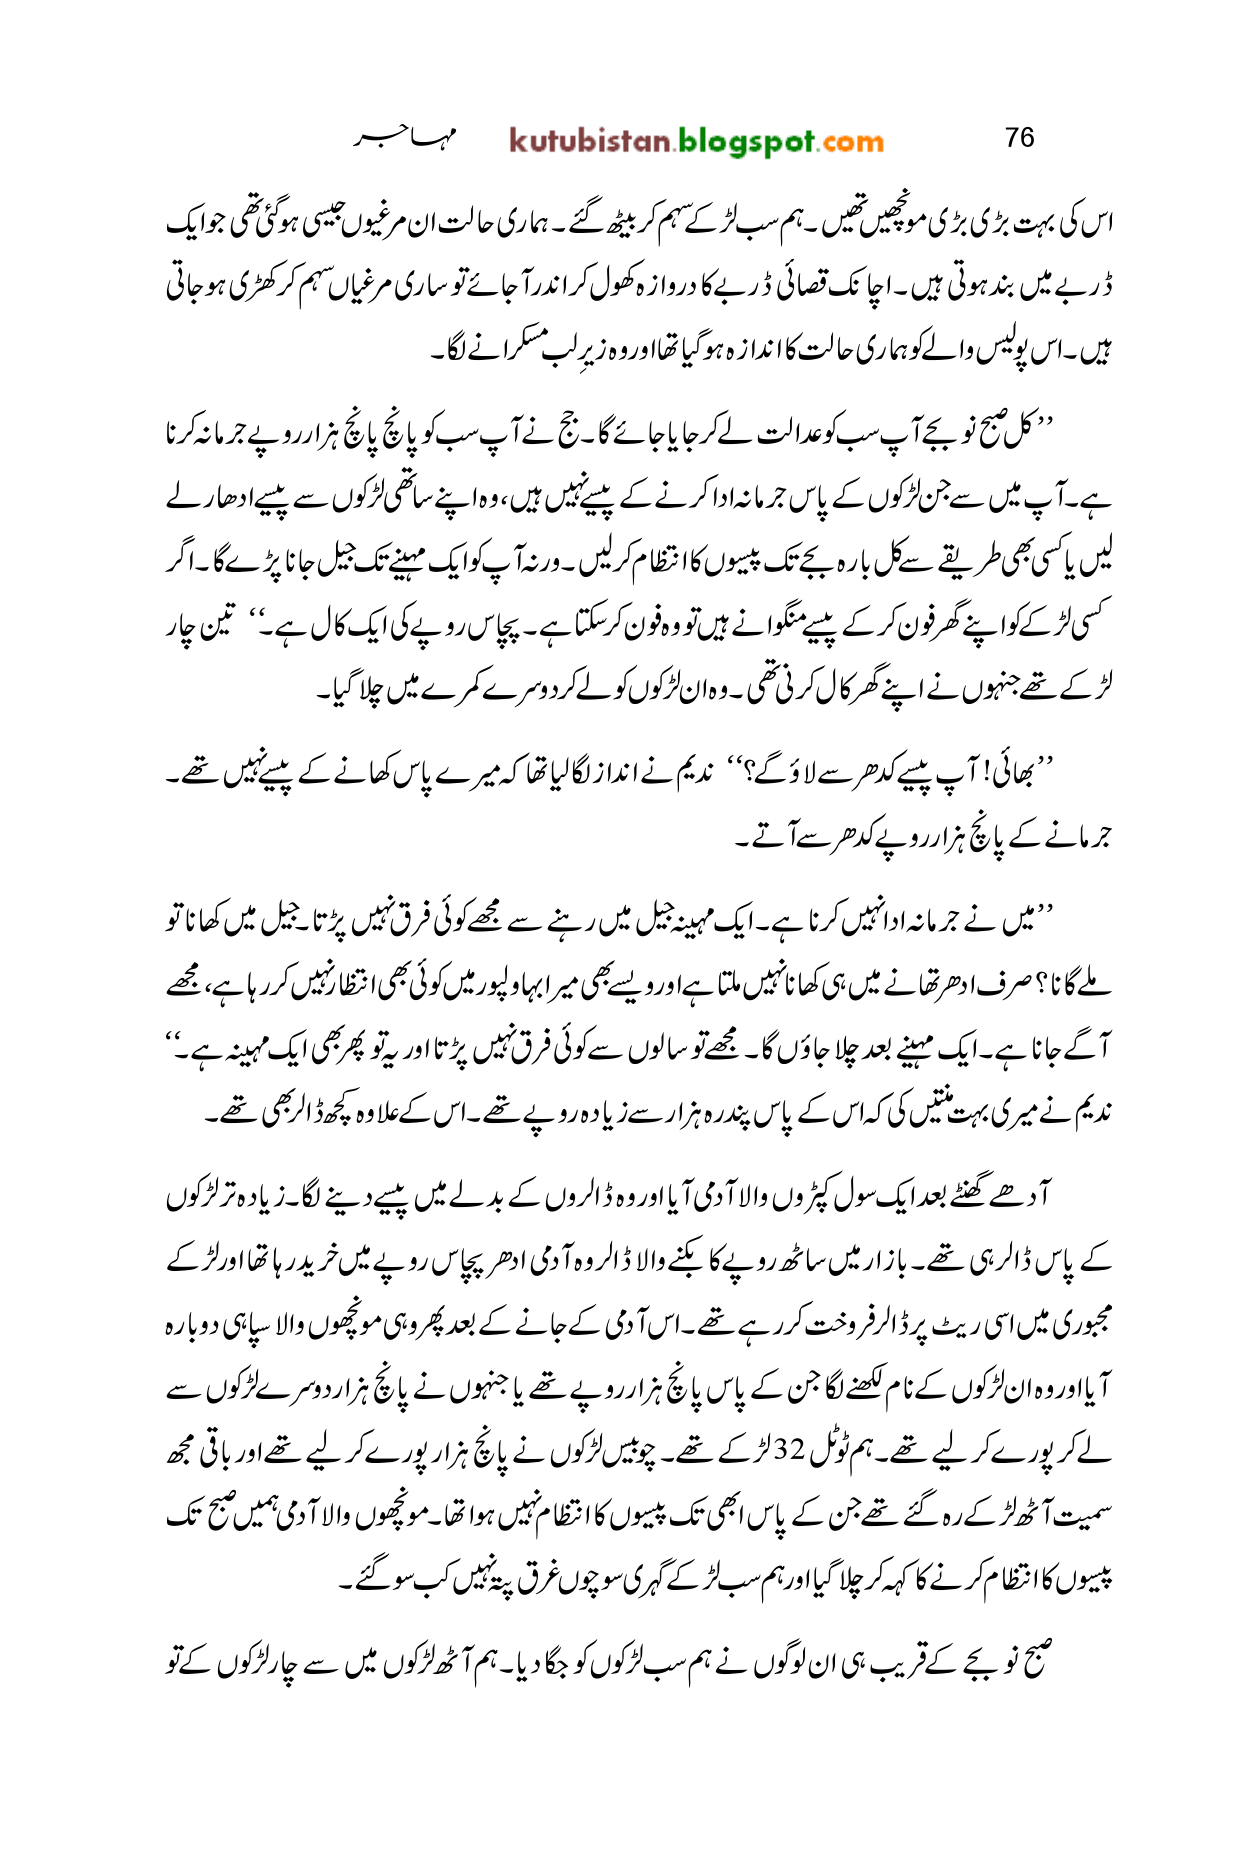 76 kutubistan.blogspot.com مہاجر
اس کی بہت بڑی بڑی مونچھیں تھیں۔ ہم سب لڑکے سہم کر بیٹھ گئے۔ ہماری حالت ان مرغیوں جیسی ہوگئی تھی جو ایک
ڈربے میں بند ہوتی ہیں۔ اچانک قصائی ڈربے کا دروازہ کھول کر اندر آجائے تو ساری مرغیاں سہم کر کھڑی ہو جاتی
ہیں۔ اس پولیس والے کو ہماری حالت کا اندازہ ہوگیا تھا اور وہ زیرِ لب مسکرانے لگا۔
’’کل صبح نو بجے آپ سب کو عدالت لے کر جایا جائے گا۔ جج نے آپ سب کو پانچ پانچ ہزار روپے جرمانہ کرنا
ہے۔ آپ میں سے جن لڑکوں کے پاس جرمانہ ادا کرنے کے پیسے نہیں ہیں، وہ اپنے ساتھی لڑکوں سے پیسے ادھار لے
لیں یا کسی بھی طریقے سے کل بارہ بجے تک پیسوں کا انتظام کر لیں۔ ورنہ آپ کو ایک مہینے تک جیل جانا پڑے گا۔ اگر
کسی لڑکے کو اپنے گھر فون کر کے پیسے منگوانے ہیں تو وہ فون کر سکتا ہے۔ پچاس روپے کی ایک کال ہے۔‘‘ تین چار
لڑکے تھے جنہوں نے اپنے گھر کال کرنی تھی۔ وہ ان لڑکوں کو لے کر دوسرے کمرے میں چلا گیا۔
’’بھائی! آپ پیسے کدھر سے لاؤ گے؟‘‘ ندیم نے انداز لگا لیا تھا کہ میرے پاس کھانے کے پیسے نہیں تھے۔
جرمانے کے پانچ ہزار روپے کدھر سے آتے۔
’’میں نے جرمانہ ادا نہیں کرنا ہے۔ ایک مہینہ جیل میں رہنے سے مجھے کوئی فرق نہیں پڑتا۔ جیل میں کھانا تو
ملے گا نا؟ صرف ادھر تھانے میں ہی کھانا نہیں ملتا ہے اور ویسے بھی میرا بہاولپور میں کوئی بھی انتظار نہیں کر رہا ہے، مجھے
آگے جانا ہے۔ ایک مہینے بعد چلا جاؤں گا۔ مجھے تو سالوں سے کوئی فرق نہیں پڑتا اور یہ تو پھر بھی ایک مہینہ ہے۔‘‘
ندیم نے میری بہت منتیں کی کہ اس کے پاس پندرہ ہزار سے زیادہ روپے تھے۔ اس کے علاوہ کچھ ڈالر بھی تھے۔
آدھے گھنٹے بعد ایک سول کپڑوں والا آدمی آیا اور وہ ڈالروں کے بدلے میں پیسے دینے لگا۔ زیادہ تر لڑکوں
کے پاس ڈالر ہی تھے۔ بازار میں ساٹھ روپے کا بکنے والا ڈالر وہ آدمی ادھر پچاس روپے میں خرید رہا تھا اور لڑکے
مجبوری میں اسی ریٹ پر ڈالر فروخت کر رہے تھے۔ اس آدمی کے جانے کے بعد پھر وہی مونچھوں والا سپاہی دوبارہ
آیا اور وہ ان لڑکوں کے نام لکھنے لگا جن کے پاس پانچ ہزار روپے تھے یا جنہوں نے پانچ ہزار دوسرے لڑکوں سے
لے کر پورے کر لیے تھے۔ ہم ٹوٹل 32 لڑکے تھے۔ چوبیس لڑکوں نے پانچ ہزار پورے کر لیے تھے اور باقی مجھ
سمیت آٹھ لڑکے رہ گئے تھے جن کے پاس ابھی تک پیسوں کا انتظام نہیں ہوا تھا۔ مونچھوں والا آدمی ہمیں صبح تک
پیسوں کا انتظام کرنے کا کہہ کر چلا گیا اور ہم سب لڑکے گہری سوچوں غرق پتہ نہیں کب سو گئے۔
صبح نو بجے کے قریب ہی ان لوگوں نے ہم سب لڑکوں کو جگا دیا۔ ہم آٹھ لڑکوں میں سے چار لڑکوں کے تو